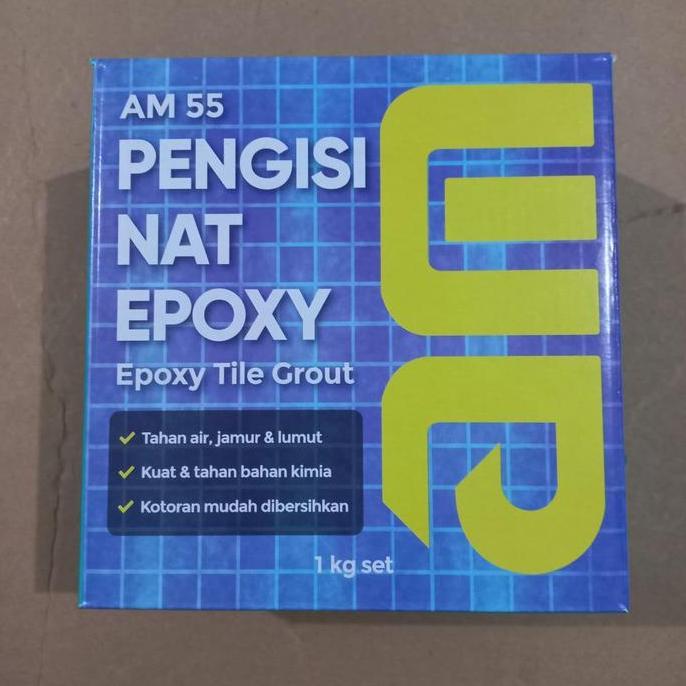 AM 55
PENGISI
NAT
EPOXY
Epoxy Tile Grout
Tahan air, jamur & lumut
Kuat & tahan bahan kimia
Kotoran mudah dibersihkan
1 kg set
am